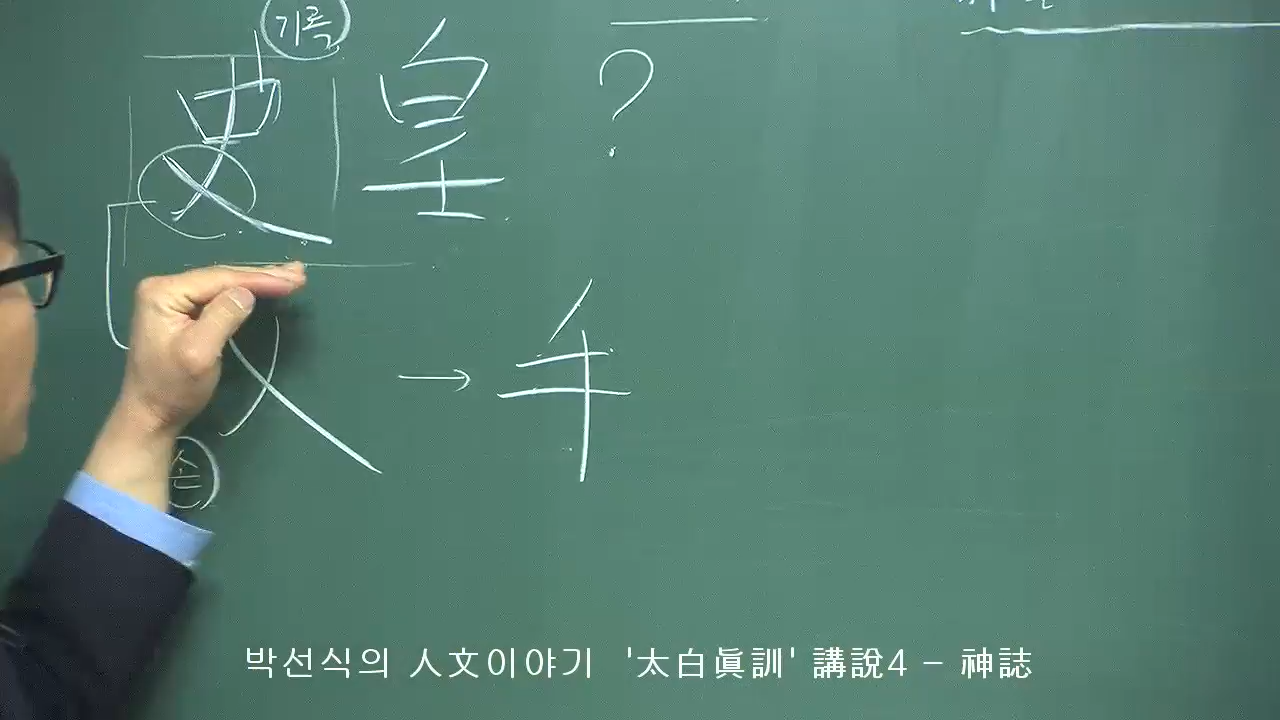 기록
史皇 ?
又 → 手
손
박선식의 人文이야기 '太白眞訓' 講說4 - 神誌